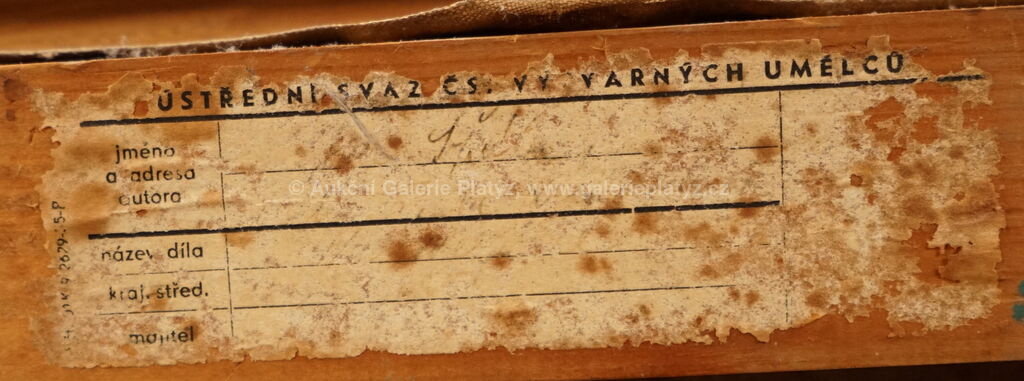 ÚSTŘEDNÍ SVAZ ČS. VÝ VARNÝCH UMĚLCŮ
jméno
a adresa
autora
© Aukční Galerie Platýz, www.galerieplatyz.cz
název díla
kraj. střed.
majitel